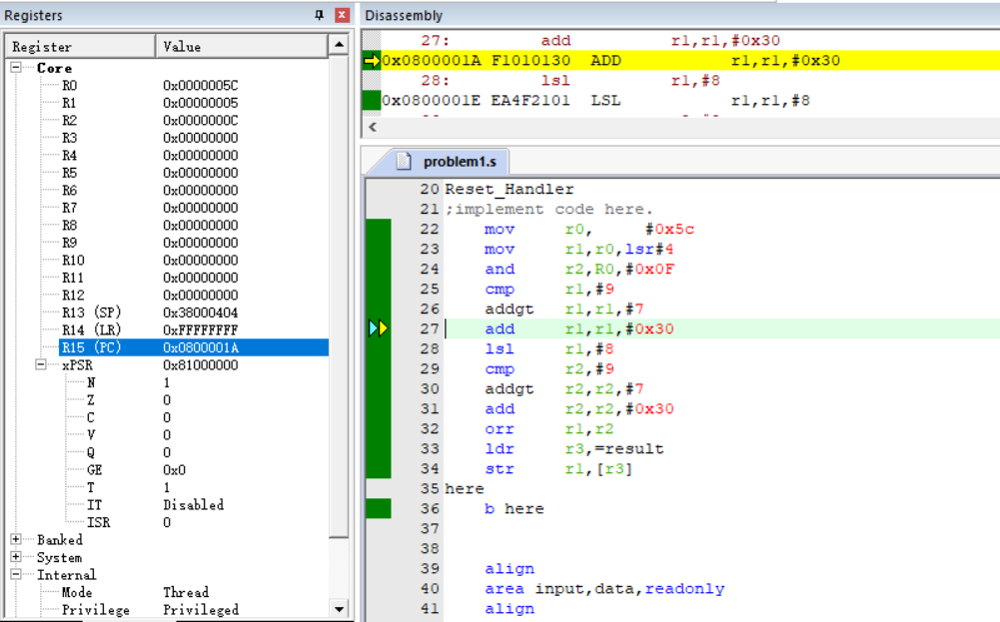 Registers
Register Value
Core
R0 0x0000005C
R1 0x00000005
R2 0x0000000C
R3 0x00000000
R4 0x00000000
R5 0x00000000
R6 0x00000000
R7 0x00000000
R8 0x00000000
R9 0x00000000
R10 0x00000000
R11 0x00000000
R12 0x00000000
R13 (SP) 0x38000404
R14 (LR) 0xFFFFFFFF
R15 (PC) 0x0800001A
xPSR 0x81000000
N 1
Z 0
C 0
V 0
Q 0
GE 0x0
T 1
IT Disabled
ISR 0
Banked
System
Internal
Mode Thread
Privilege Privileged
Disassembly
27: add r1,r1,#0x30
0x0800001A F1010130 ADD r1,r1,#0x30
28: lsl r1,#8
0x0800001E EA4F2101 LSL r1,r1,#8
problem1.s
20 Reset_Handler
21 ;implement code here.
22 mov r0, #0x5c
23 mov r1,r0,lsr#4
24 and r2,R0,#0x0F
25 cmp r1,#9
26 addgt r1,r1,#7
27 add r1,r1,#0x30
28 lsl r1,#8
29 cmp r2,#9
30 addgt r2,r2,#7
31 add r2,r2,#0x30
32 orr r1,r2
33 ldr r3,=result
34 str r1,[r3]
35 here
36 b here
37
38
39 align
40 area input,data,readonly
41 align